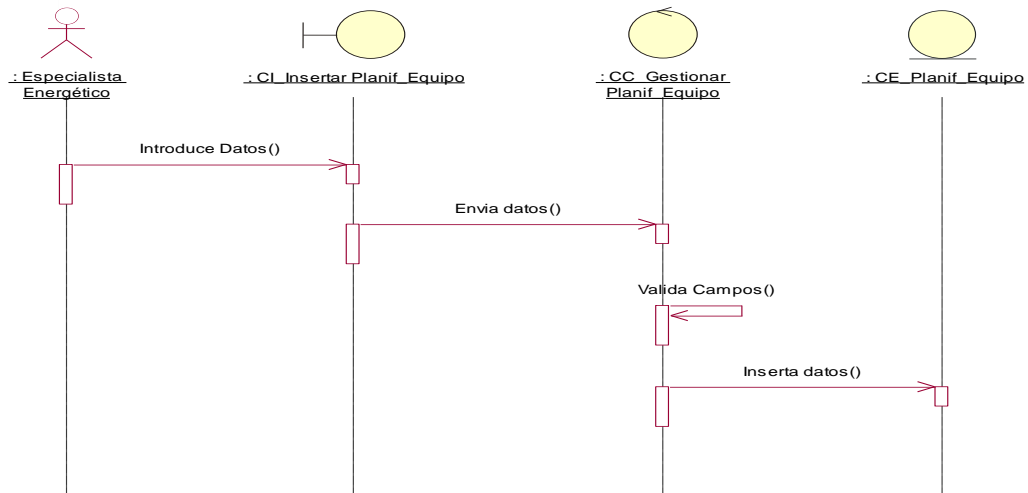 : Especialista
Energético
: CI_Insertar Planif_Equipo
: CC_Gestionar
Planif_Equipo
: CE_Planif_Equipo
Introduce Datos()
Envia datos()
Valida Campos()
Inserta datos()